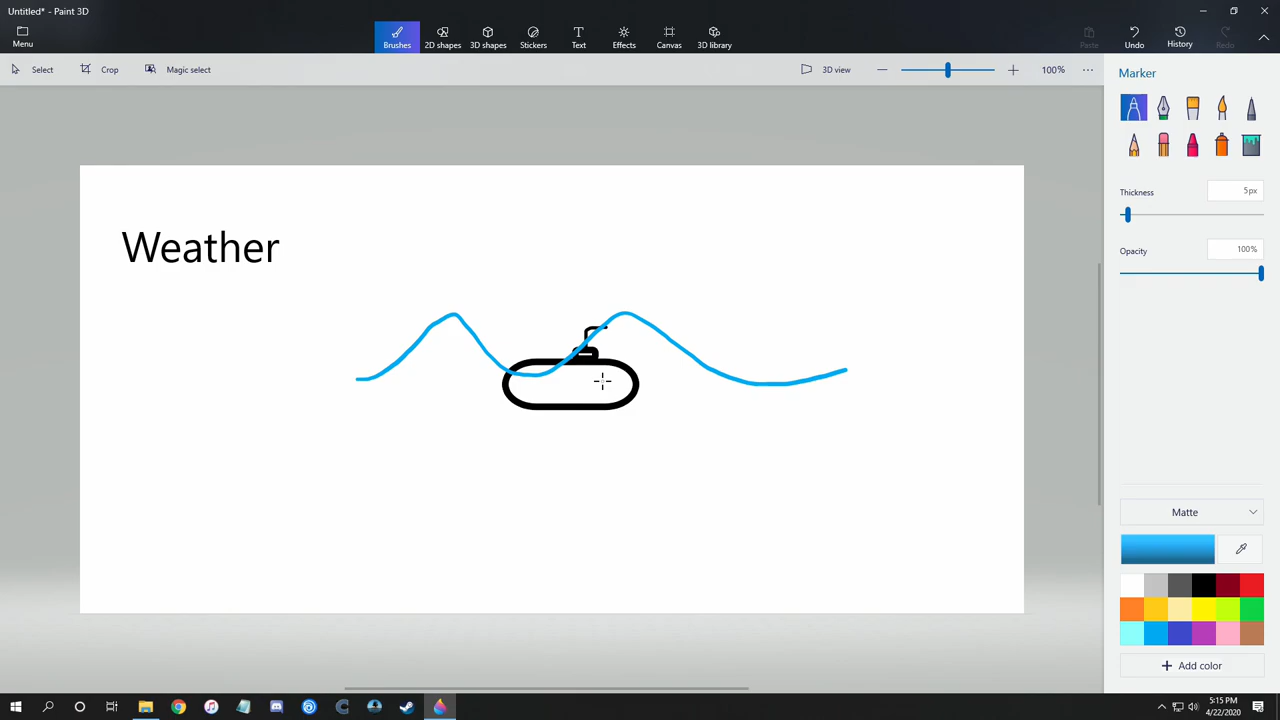 Untitled* - Paint 3D
Menu
Brushes
2D shapes
3D shapes
Stickers
Text
Effects
Canvas
3D library
Paste
Undo
History
Redo
Select
Crop
Magic select
3D view
100%
Marker
Thickness
5px
Opacity
100%
Weather
Matte
Add color
5:15 PM
4/22/2020